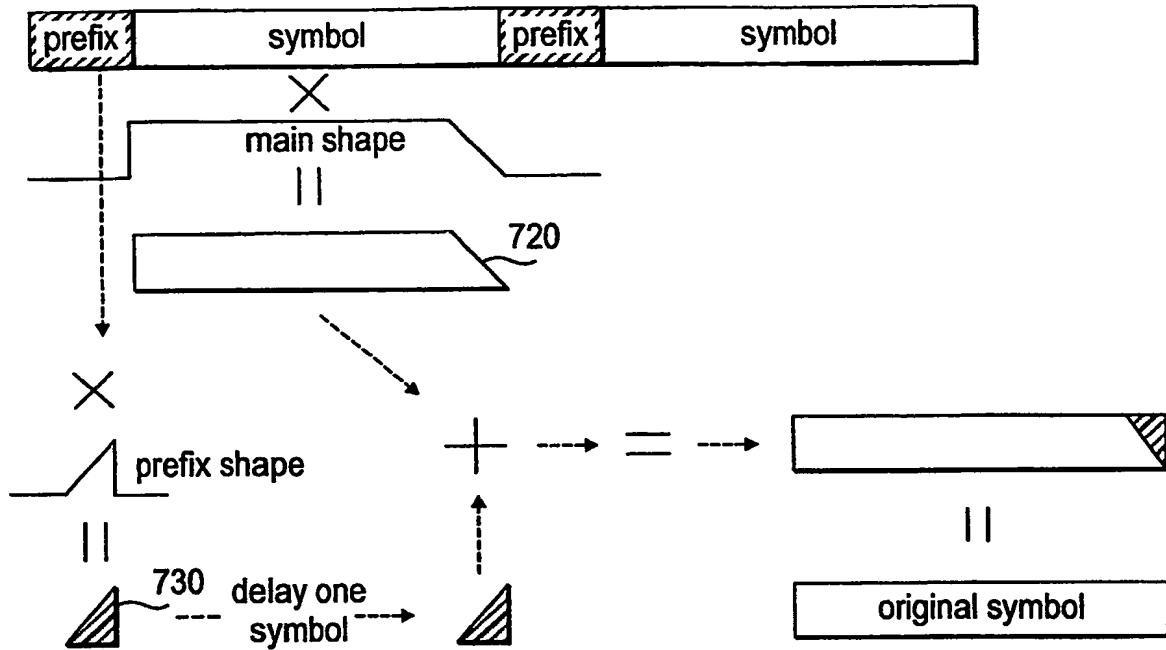 prefix symbol prefix symbol
main shape
720
prefix shape
730
delay one
symbol
original symbol